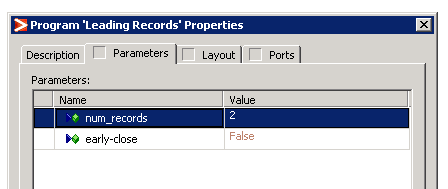 Program 'Leading Records' Properties
Description Parameters Layout Ports
Parameters:
Name Value
num_records 2
early-close False